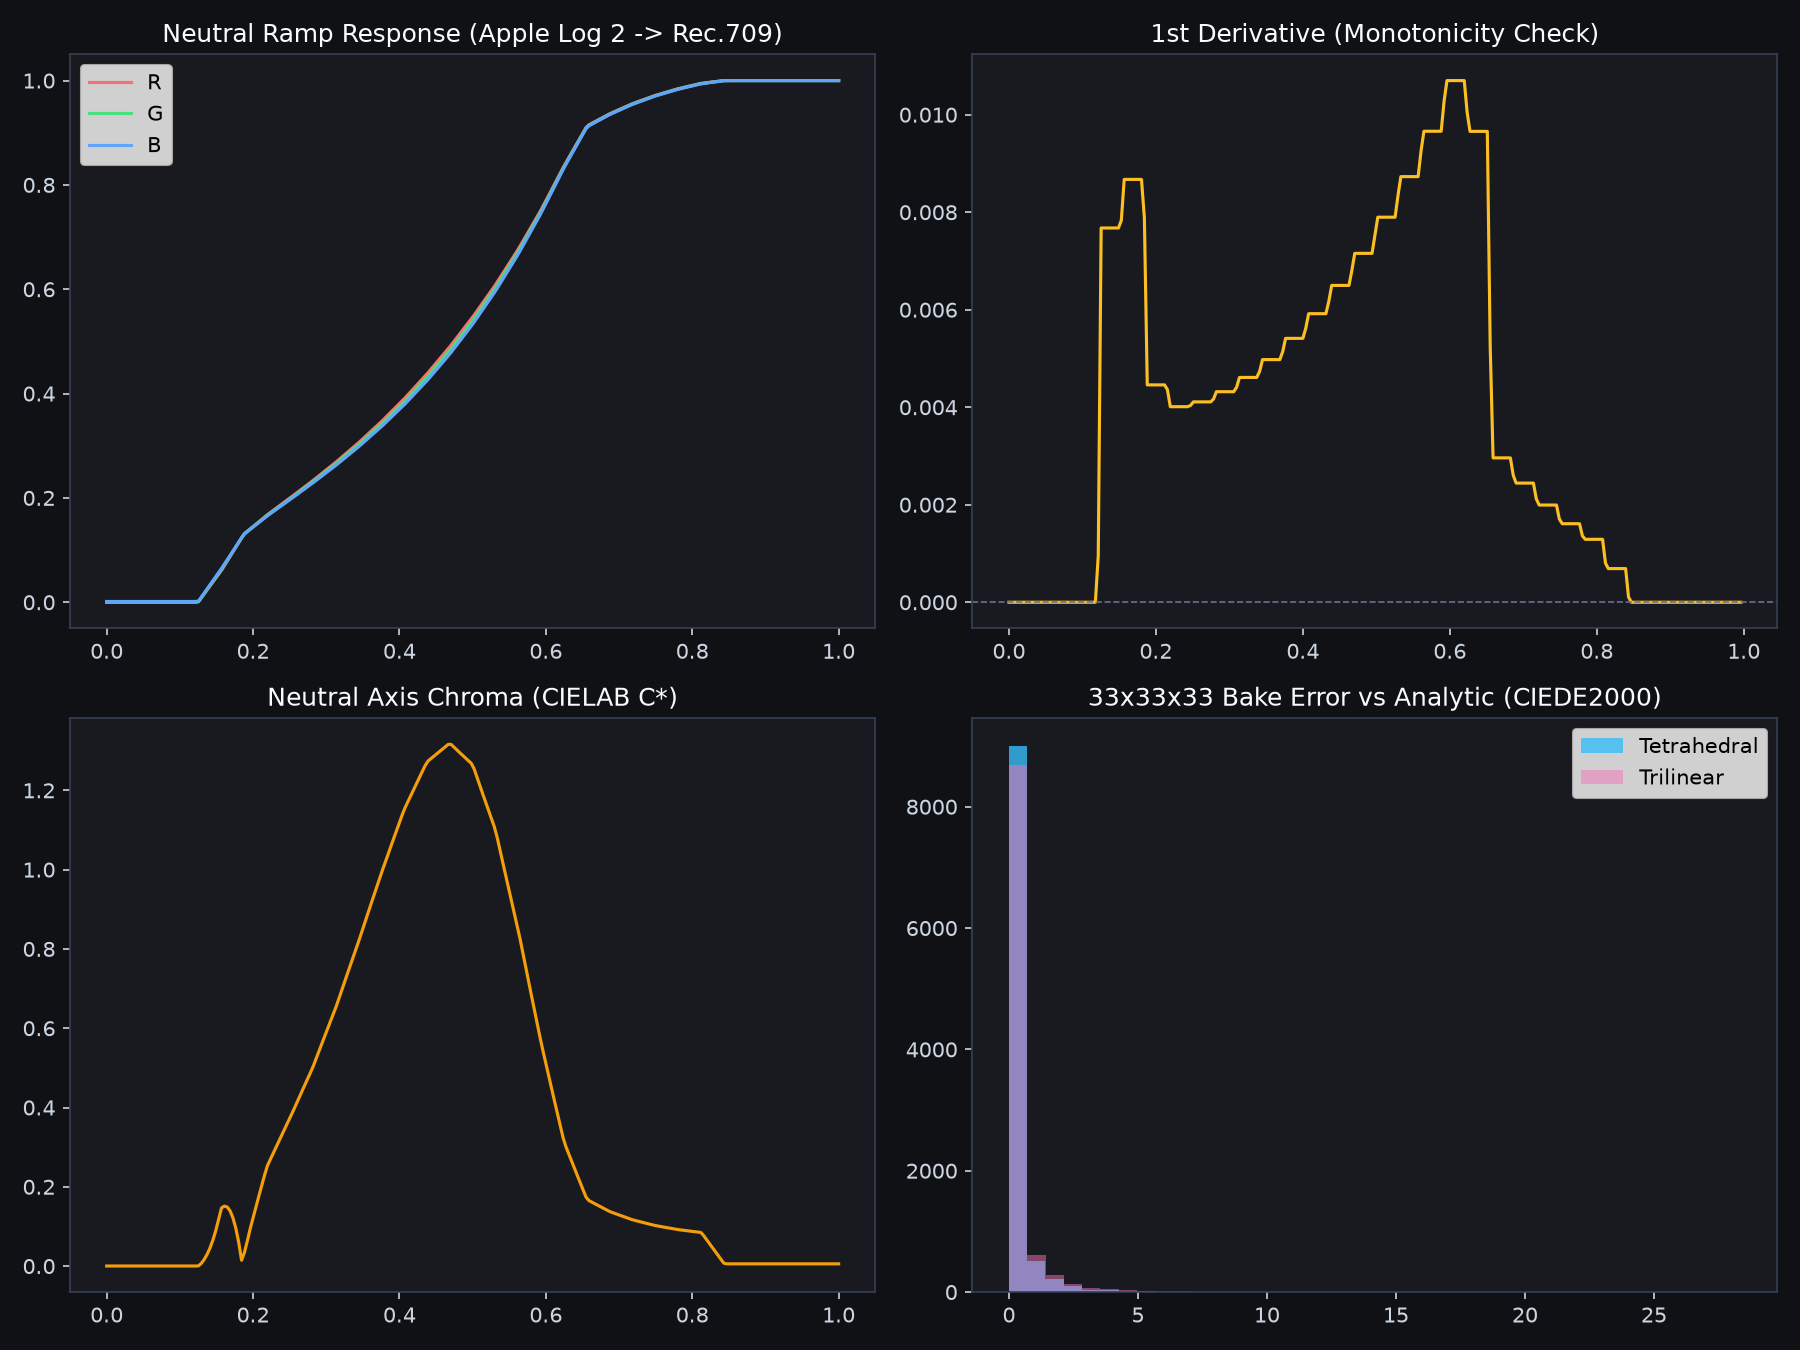 Neutral Ramp Response (Apple Log 2 -> Rec.709)
R
G
B
1.0
0.8
0.6
0.4
0.2
0.0
0.0 0.2 0.4 0.6 0.8 1.0
1st Derivative (Monotonicity Check)
0.010
0.008
0.006
0.004
0.002
0.000
0.0 0.2 0.4 0.6 0.8 1.0
Neutral Axis Chroma (CIELAB C*)
1.2
1.0
0.8
0.6
0.4
0.2
0.0
0.0 0.2 0.4 0.6 0.8 1.0
33x33x33 Bake Error vs Analytic (CIEDE2000)
Tetrahedral
Trilinear
8000
6000
4000
2000
0
0 5 10 15 20 25